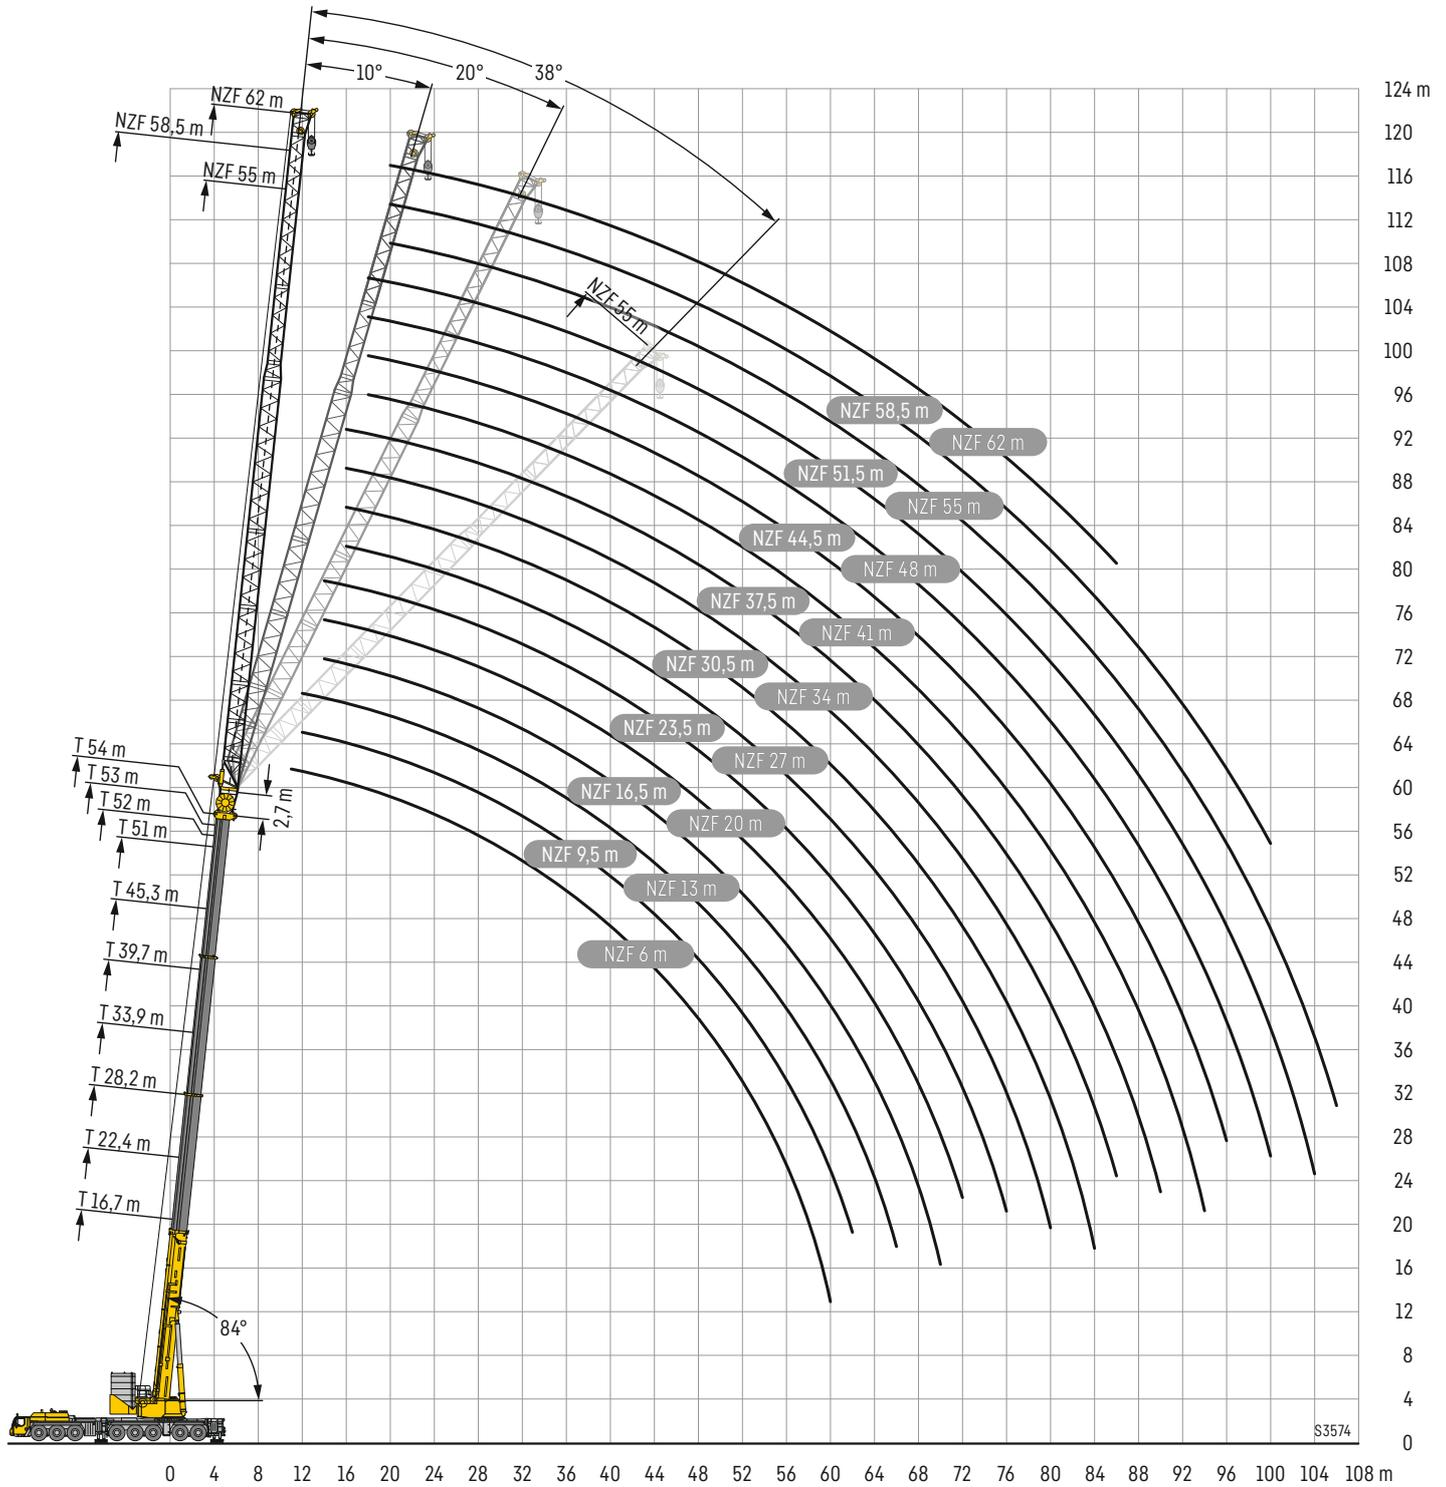 38°
20°
10°
NZF 62 m
NZF 58,5 m
NZF 55 m
NZF 55 m
NZF 58,5 m
NZF 62 m
NZF 51,5 m
NZF 55 m
NZF 44,5 m
NZF 48 m
NZF 37,5 m
NZF 41 m
NZF 30,5 m
NZF 34 m
NZF 23,5 m
NZF 27 m
NZF 16,5 m
NZF 20 m
NZF 9,5 m
NZF 13 m
NZF 6 m
T 54 m
T 53 m
T 52 m
T 51 m
2,7 m
T 45,3 m
T 39,7 m
T 33,9 m
T 28,2 m
T 22,4 m
T 16,7 m
84°
124 m
120
116
112
108
104
100
96
92
88
84
80
76
72
68
64
60
56
52
48
44
40
36
32
28
24
20
16
12
8
4
0
S3574
0 4 8 12 16 20 24 28 32 36 40 44 48 52 56 60 64 68 72 76 80 84 88 92 96 100 104 108 m